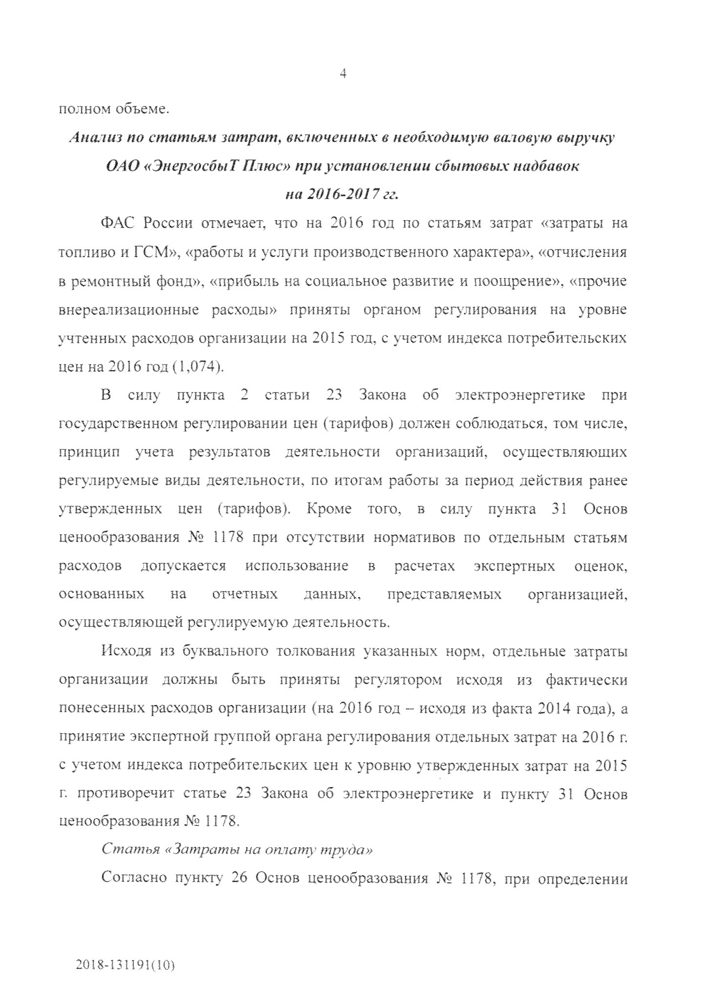 4
полном объеме.
Анализ по статьям затрат, включенных в необходимую валовую выручку
ОАО «ЭнергосбыТ Плюс» при установлении сбытовых надбавок
на 2016-2017 гг.
ФАС России отмечает, что на 2016 год по статьям затрат «затраты на
топливо и ГСМ», «работы и услуги производственного характера», «отчисления
в ремонтный фонд», «прибыль на социальное развитие и поощрение», «прочие
внереализационные расходы» приняты органом регулирования на уровне
учтенных расходов организации на 2015 год, с учетом индекса потребительских
цен на 2016 год (1,074).
В силу пункта 2 статьи 23 Закона об электроэнергетике при
государственном регулировании цен (тарифов) должен соблюдаться, том числе,
принцип учета результатов деятельности организаций, осуществляющих
регулируемые виды деятельности, по итогам работы за период действия ранее
утвержденных цен (тарифов). Кроме того, в силу пункта 31 Основ
ценообразования № 1178 при отсутствии нормативов по отдельным статьям
расходов допускается использование в расчетах экспертных оценок,
основанных на отчетных данных, представляемых организацией,
осуществляющей регулируемую деятельность.
Исходя из буквального толкования указанных норм, отдельные затраты
организации должны быть приняты регулятором исходя из фактически
понесенных расходов организации (на 2016 год – исходя из факта 2014 года), а
принятие экспертной группой органа регулирования отдельных затрат на 2016 г.
с учетом индекса потребительских цен к уровню утвержденных затрат на 2015
г. противоречит статье 23 Закона об электроэнергетике и пункту 31 Основ
ценообразования № 1178.
Статья «Затраты на оплату труда»
Согласно пункту 26 Основ ценообразования № 1178, при определении
2018-131191(10)